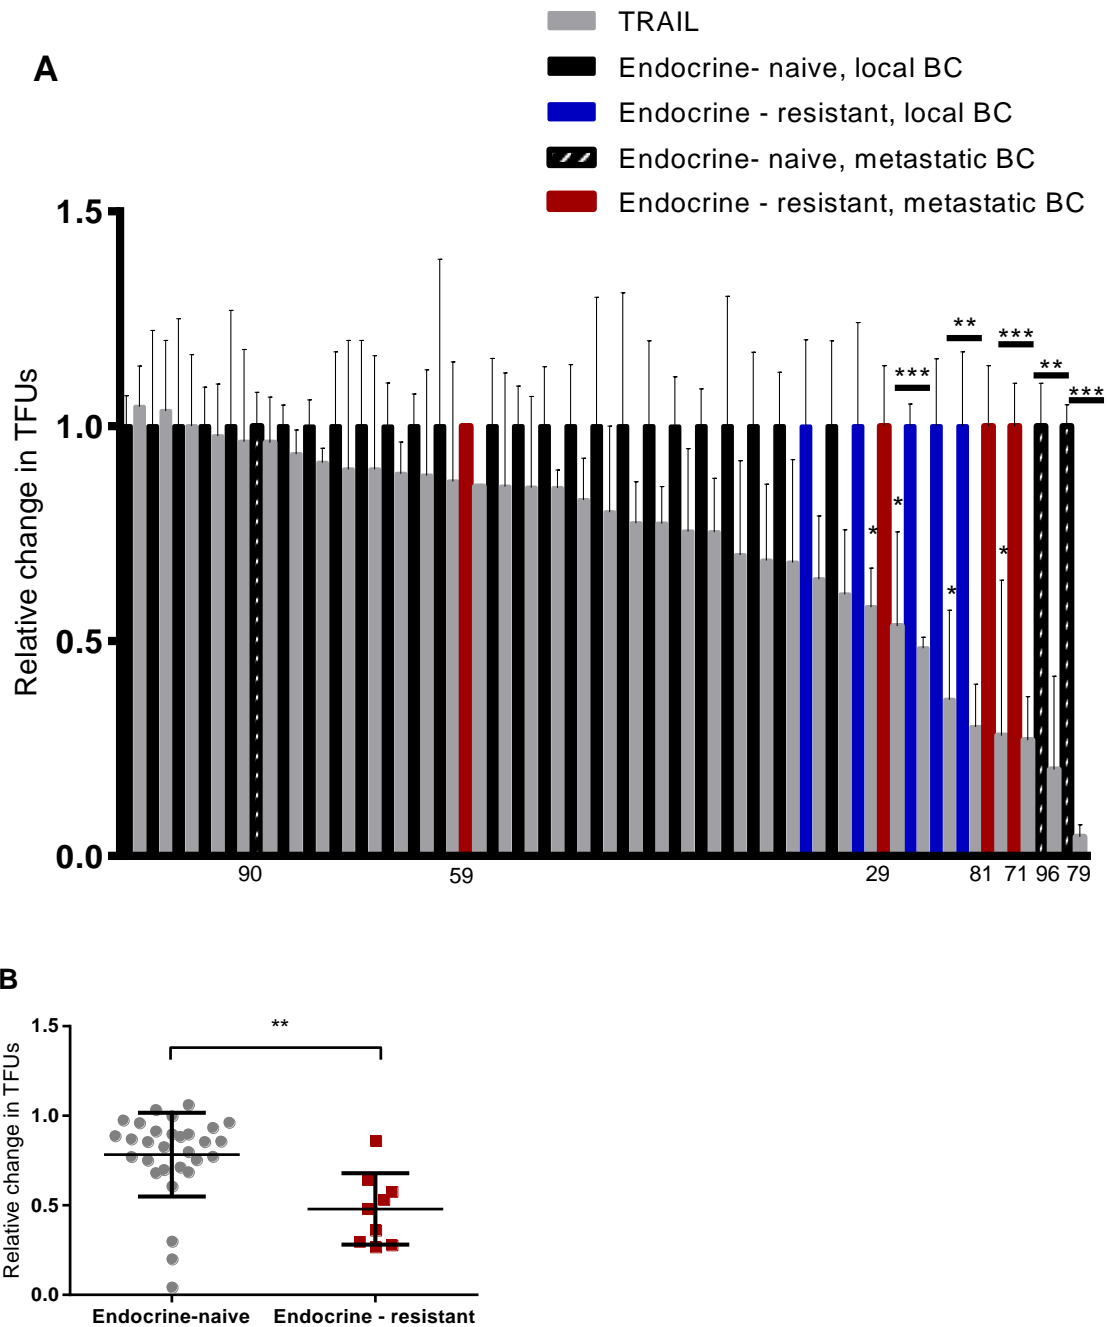 TRAIL
A
Endocrine- naive, local BC
Endocrine - resistant, local BC
Endocrine- naive, metastatic BC
Endocrine - resistant, metastatic BC
1.5
**
***
**
***
***
1.0
Relative change in TFUs
*
*
*
*
0.5
0.0
90 59 29 81 71 96 79
B
1.5
**
Relative change in TFUs
1.0
0.5
0.0
Endocrine-naive Endocrine - resistant